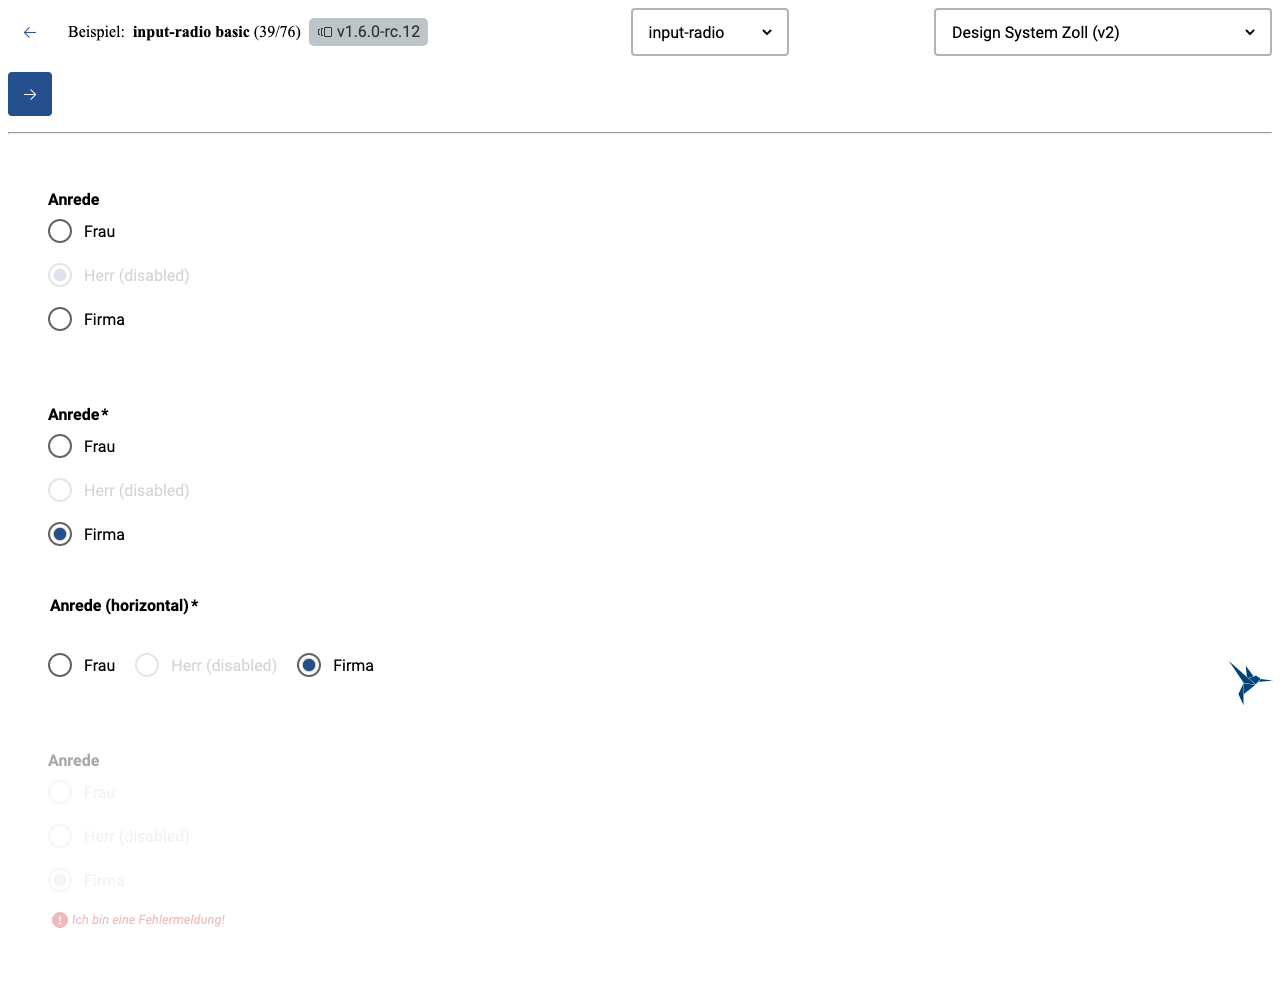 Beispiel: input-radio basic (39/76) v1.6.0-rc.12 input-radio Design System Zoll (v2)
Anrede
Frau
Herr (disabled)
Firma
Anrede*
Frau
Herr (disabled)
Firma
Anrede (horizontal)*
Frau Herr (disabled) Firma
Anrede
Frau
Herr (disabled)
Firma
Ich bin eine Fehlermeldung!